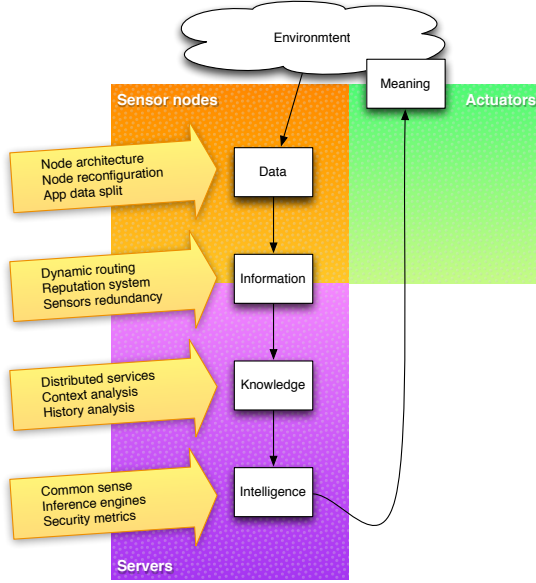 Environmtent
Meaning
Sensor nodes
Actuators
Node architecture
Node reconfiguration
App data split
Data
Dynamic routing
Reputation system
Sensors redundancy
Information
Distributed services
Context analysis
History analysis
Knowledge
Common sense
Inference engines
Security metrics
Intelligence
Servers